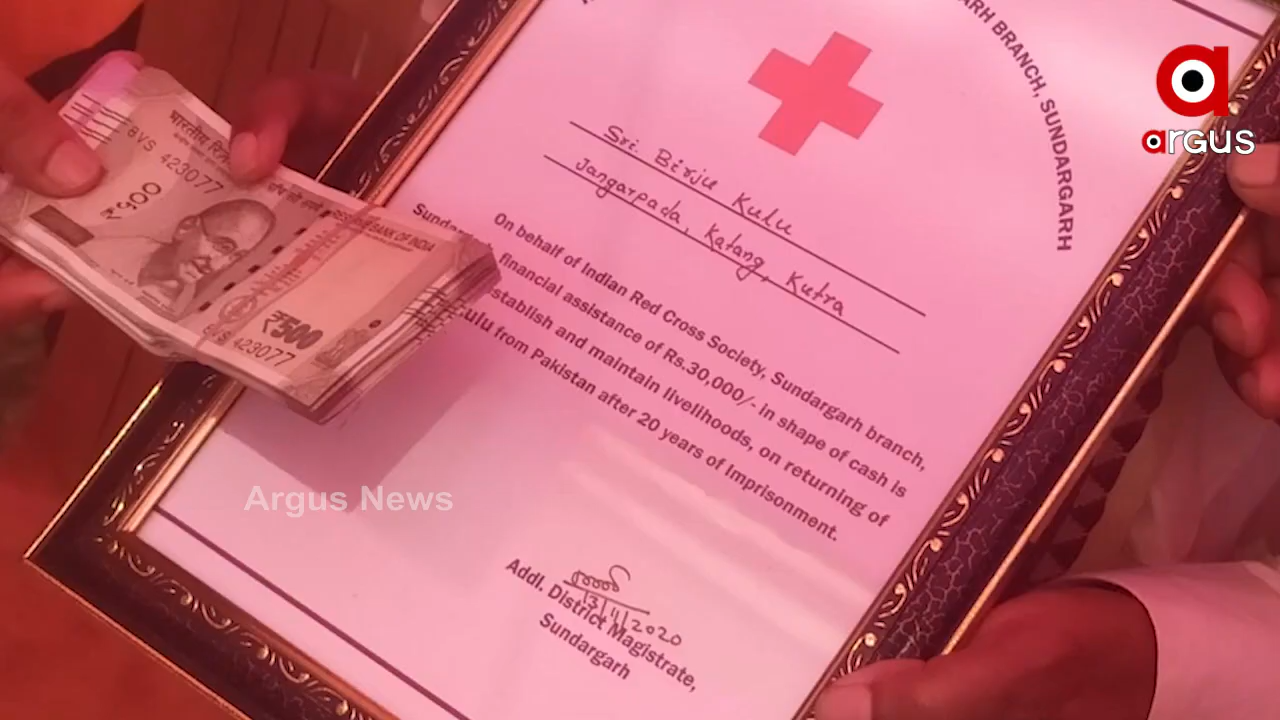 ARH BRANCH, SUNDARGARH
Sri Birju Kulu
Jangarpada, Katang, Kutra
On behalf of Indian Red Cross Society, Sundargarh branch,
financial assistance of Rs.30,000/- in shape of cash is
establish and maintain livelihoods, on returning of
ulu from Pakistan after 20 years of Imprisonment.
13/11/2020
Addl. District Magistrate,
Sundargarh
भारतीय रिज़
8VS 423077
₹५००
RESERVE BANK OF INDIA
₹500
8VS 423077
a
argus
Argus News